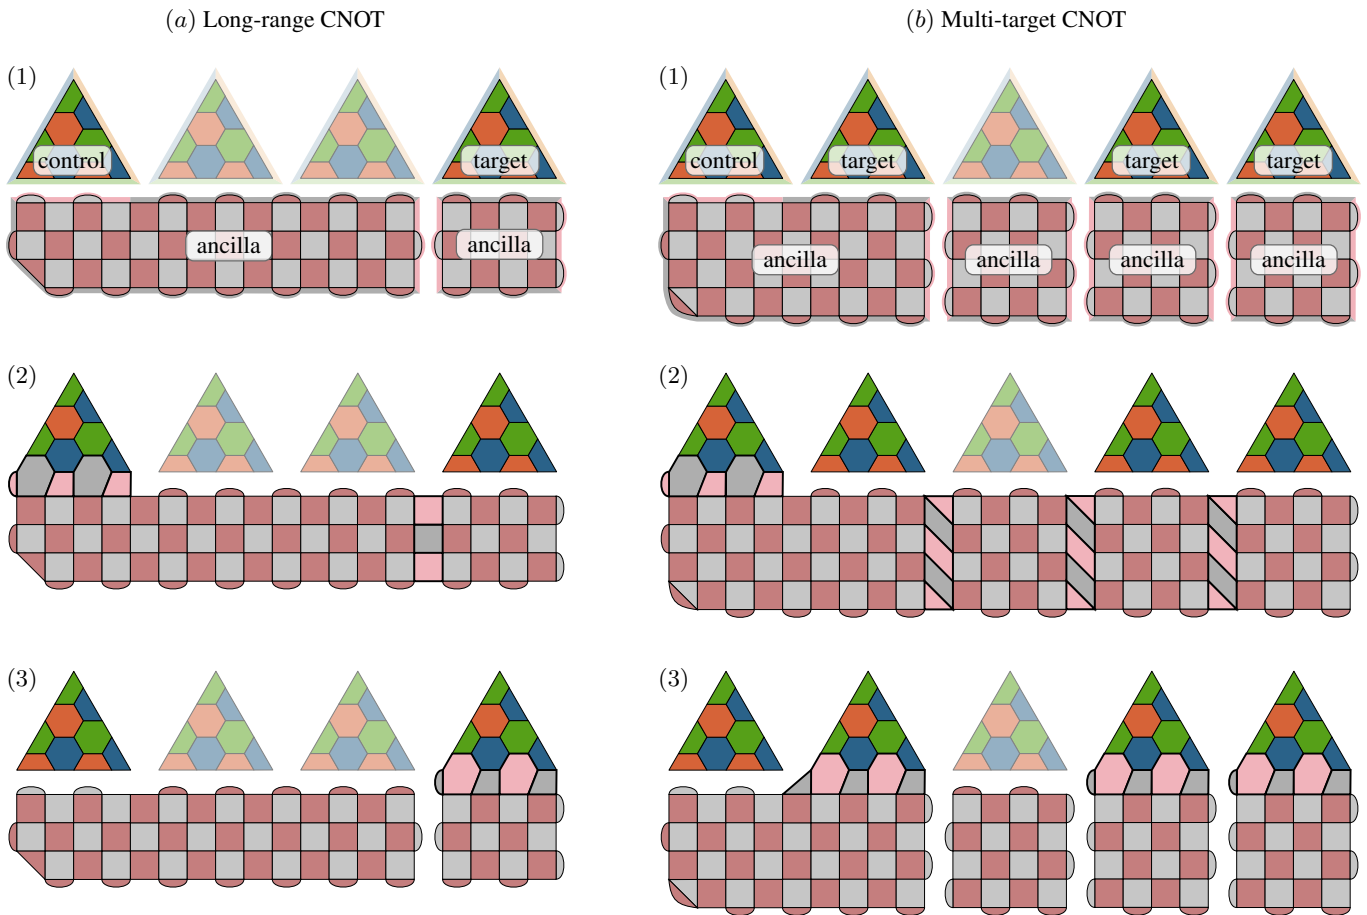 (a) Long-range CNOT
(b) Multi-target CNOT
(1)
control
target
ancilla
ancilla
(1)
control
target
target
target
ancilla
ancilla
ancilla
ancilla
(2)
(2)
(3)
(3)